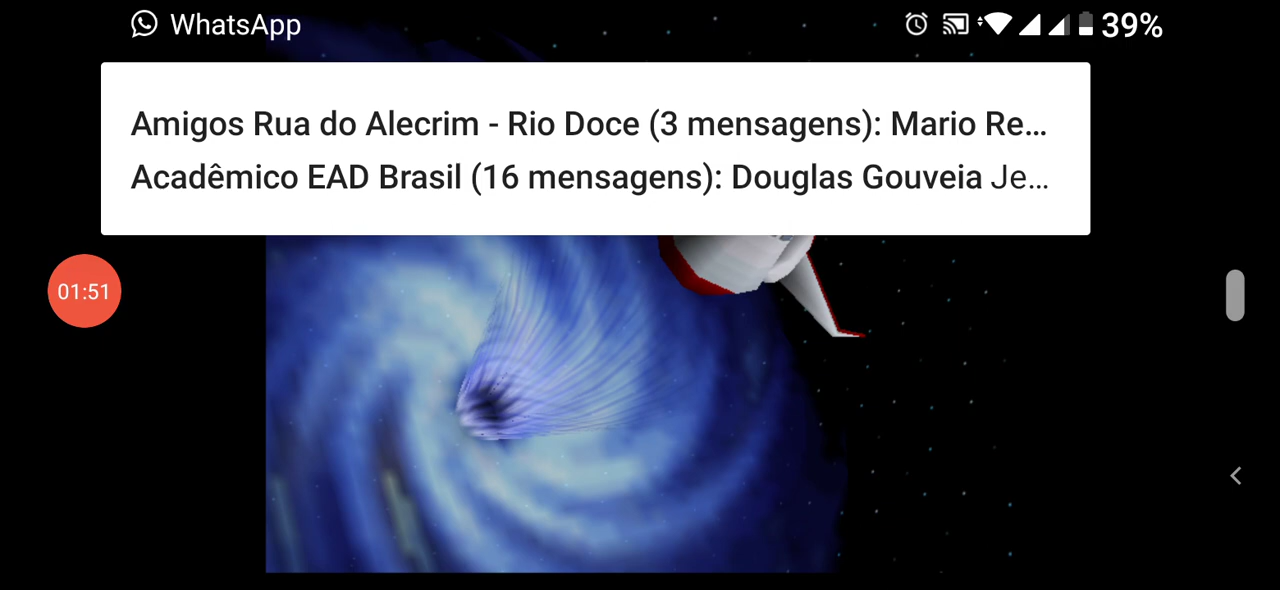 WhatsApp 39%
Amigos Rua do Alecrim - Rio Doce (3 mensagens): Mario Re...
Acadêmico EAD Brasil (16 mensagens): Douglas Gouveia Je...
01:51